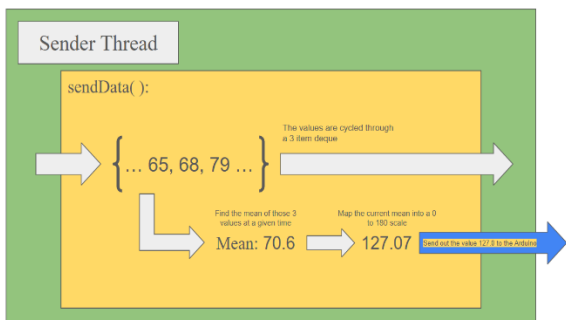 Sender Thread
sendData( ):
The values are cycled through
a 3 item deque
{ ... 65, 68, 79 ... }
Find the mean of those 3
values at a given time
Map the current mean into a 0
to 180 scale
Mean: 70.6
127.07
Send out the value 127.0 to the Arduino